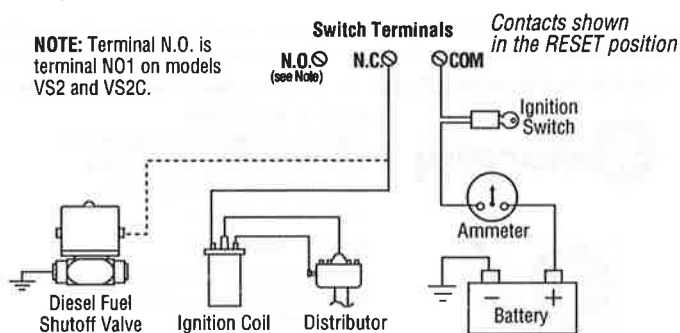 Switch Terminals
Contacts shown
in the RESET position
NOTE: Terminal N.O. is
terminal NO1 on models
VS2 and VS2C.
N.O.
(see Note)
N.C.
COM
Ignition
Switch
Ammeter
Diesel Fuel
Shutoff Valve
Ignition Coil
Distributor
– +
Battery